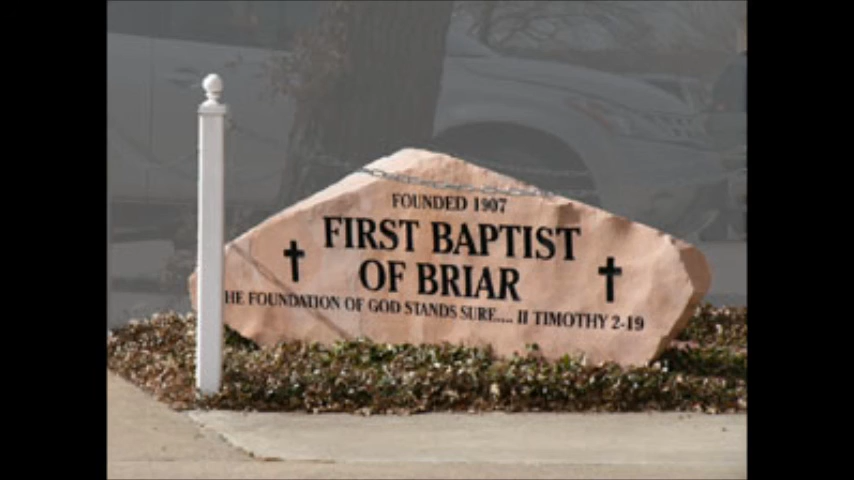 FOUNDED 1907
FIRST BAPTIST
OF BRIAR
HE FOUNDATION OF GOD STANDS SURE.... II TIMOTHY 2-19